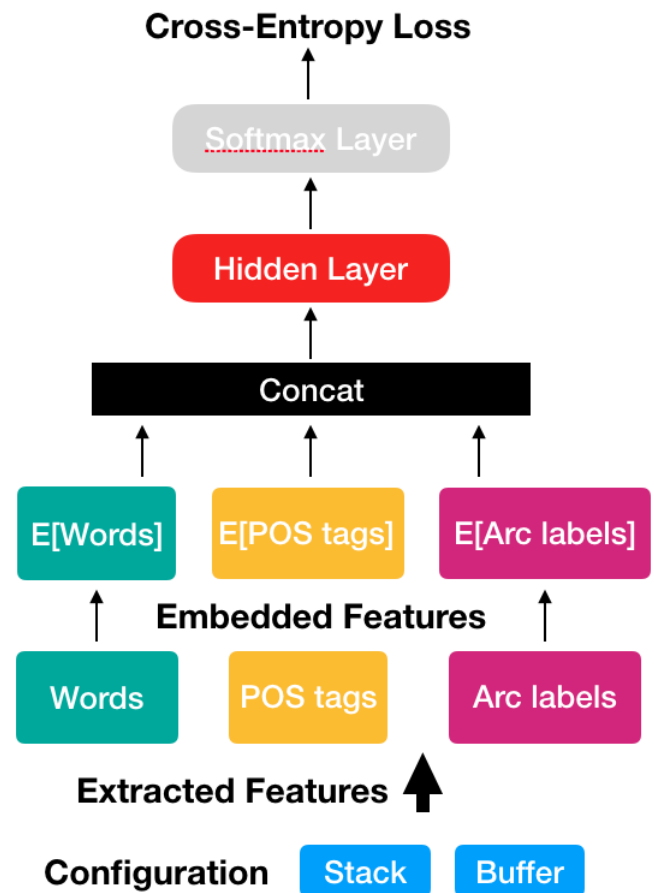 Cross-Entropy Loss
Softmax Layer
Hidden Layer
Concat
E[Words] E[POS tags] E[Arc labels]
Embedded Features
Words POS tags Arc labels
Extracted Features
Configuration Stack Buffer